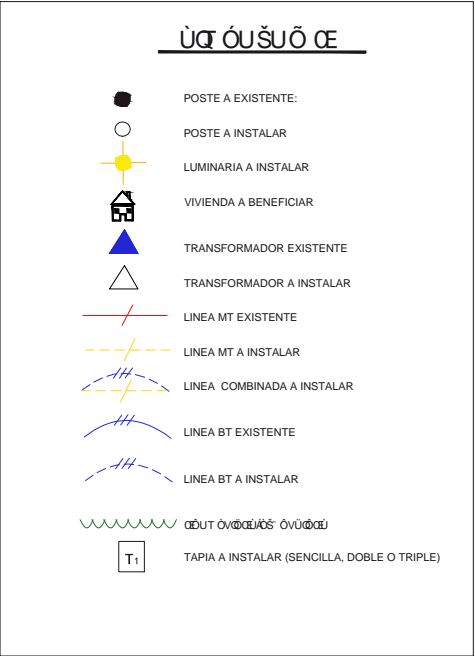 POSTE A EXISTENTE:
POSTE A INSTALAR
LUMINARIA A INSTALAR
VIVIENDA A BENEFICIAR
TRANSFORMADOR EXISTENTE
TRANSFORMADOR A INSTALAR
LINEA MT EXISTENTE
LINEA MT A INSTALAR
LINEA COMBINADA A INSTALAR
LINEA BT EXISTENTE
LINEA BT A INSTALAR
T1 TAPIA A INSTALAR (SENCILLA, DOBLE O TRIPLE)